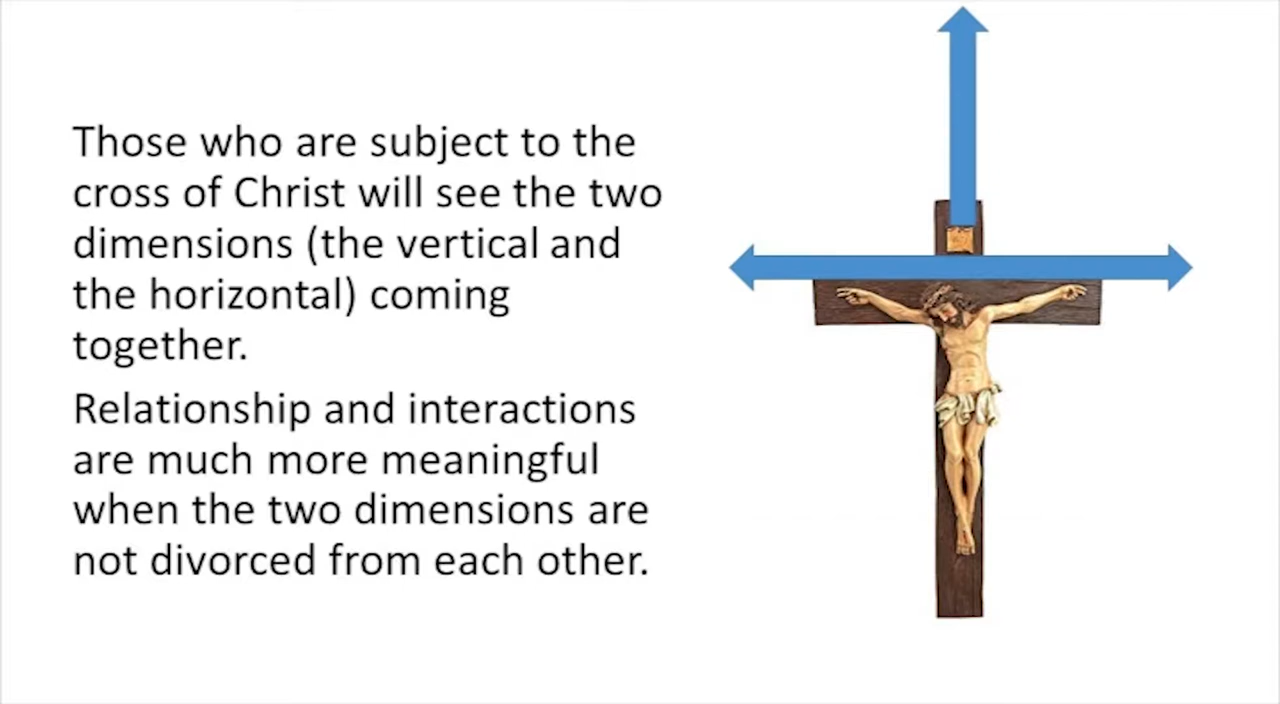 Those who are subject to the
cross of Christ will see the two
dimensions (the vertical and
the horizontal) coming
together.
Relationship and interactions
are much more meaningful
when the two dimensions are
not divorced from each other.